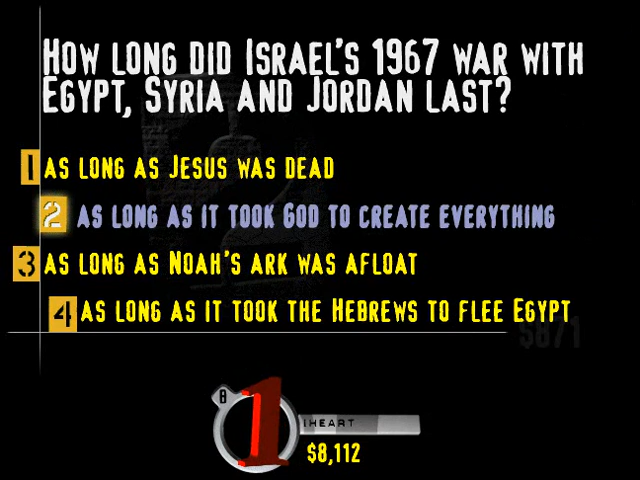 How long did Israel's 1967 war with
Egypt, Syria and Jordan last?
1 as long as Jesus was dead
2 as long as it took God to create everything
3 as long as Noah's ark was afloat
4 as long as it took the Hebrews to flee Egypt
$871
8 1 IHEART
$8,112